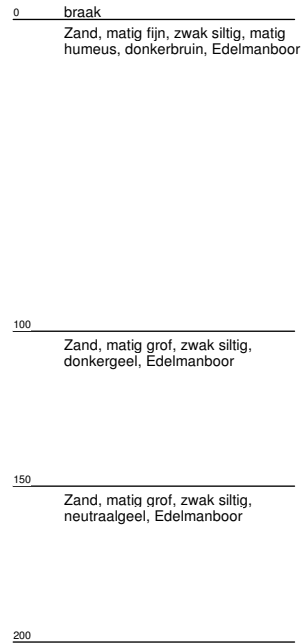 0 braak
Zand, matig fijn, zwak siltig, matig
humeus, donkerbruin, Edelmanboor
100
Zand, matig grof, zwak siltig,
donkergeel, Edelmanboor
150
Zand, matig grof, zwak siltig,
neutraalgeel, Edelmanboor
200